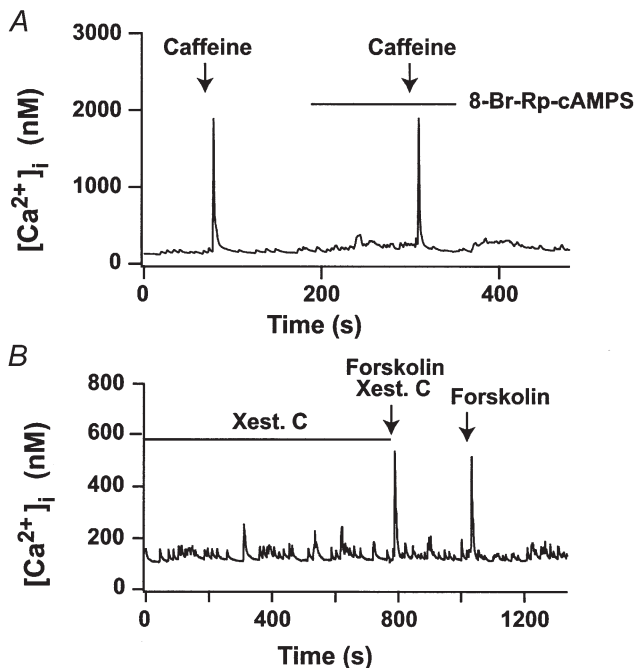 A
3000
Caffeine
Caffeine
8-Br-Rp-cAMPS
2000
1000
0
[Ca2+]i (nM)
0
200
400
Time (s)
B
800
Forskolin
Xest. C
Forskolin
Xest. C
600
400
200
0
[Ca2+]i (nM)
0
400
800
1200
Time (s)